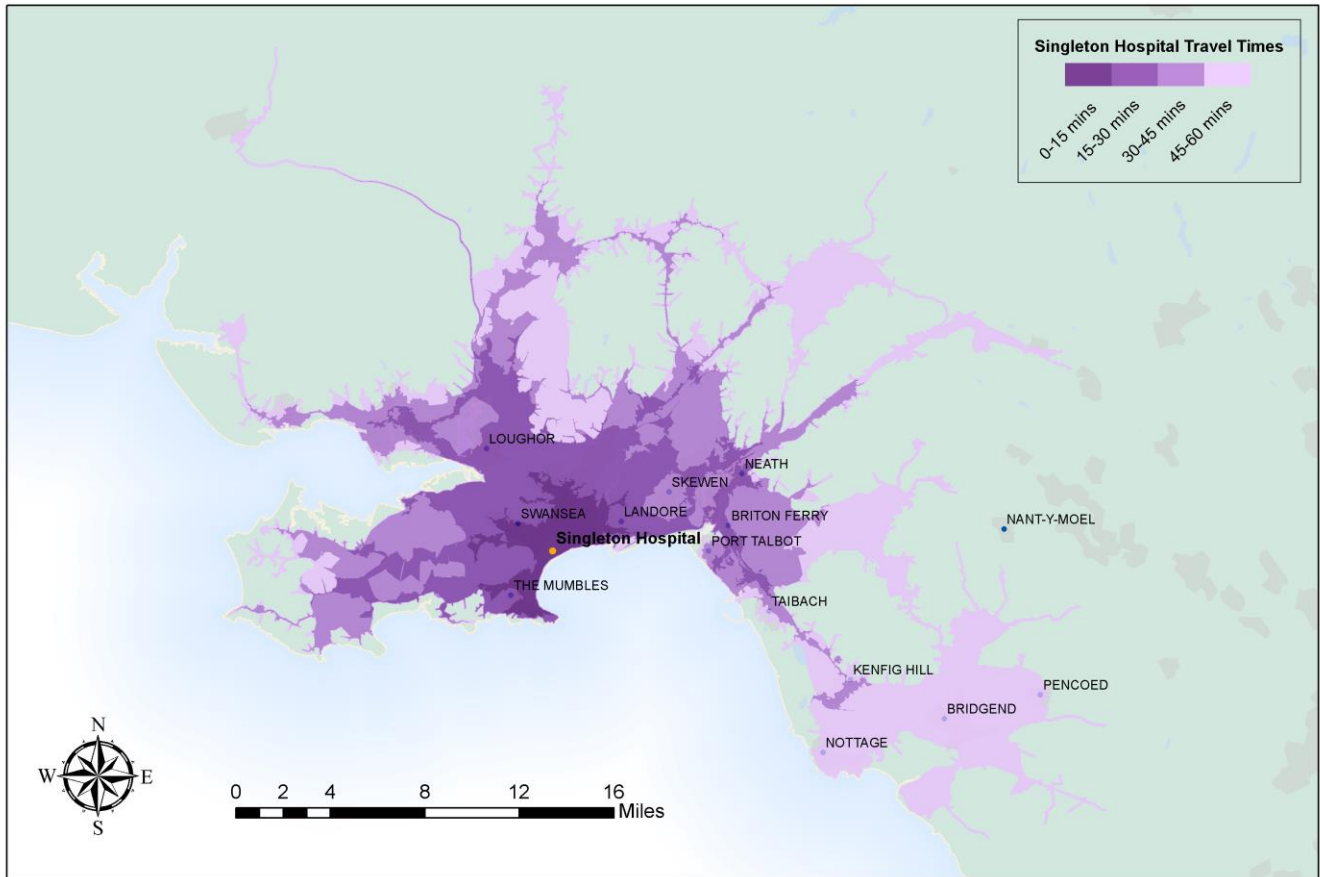 Singleton Hospital Travel Times
0-15 mins
15-30 mins
30-45 mins
45-60 mins
LOUGHOR
NEATH
SKEWEN
SWANSEA
LANDORE
BRITON FERRY
NANT-Y-MOEL
Singleton Hospital
PORT TALBOT
THE MUMBLES
TAIBACH
KENFIG HILL
PENCOED
BRIDGEND
NOTTAGE
N
W E
S
0 2 4 8 12 16
Miles